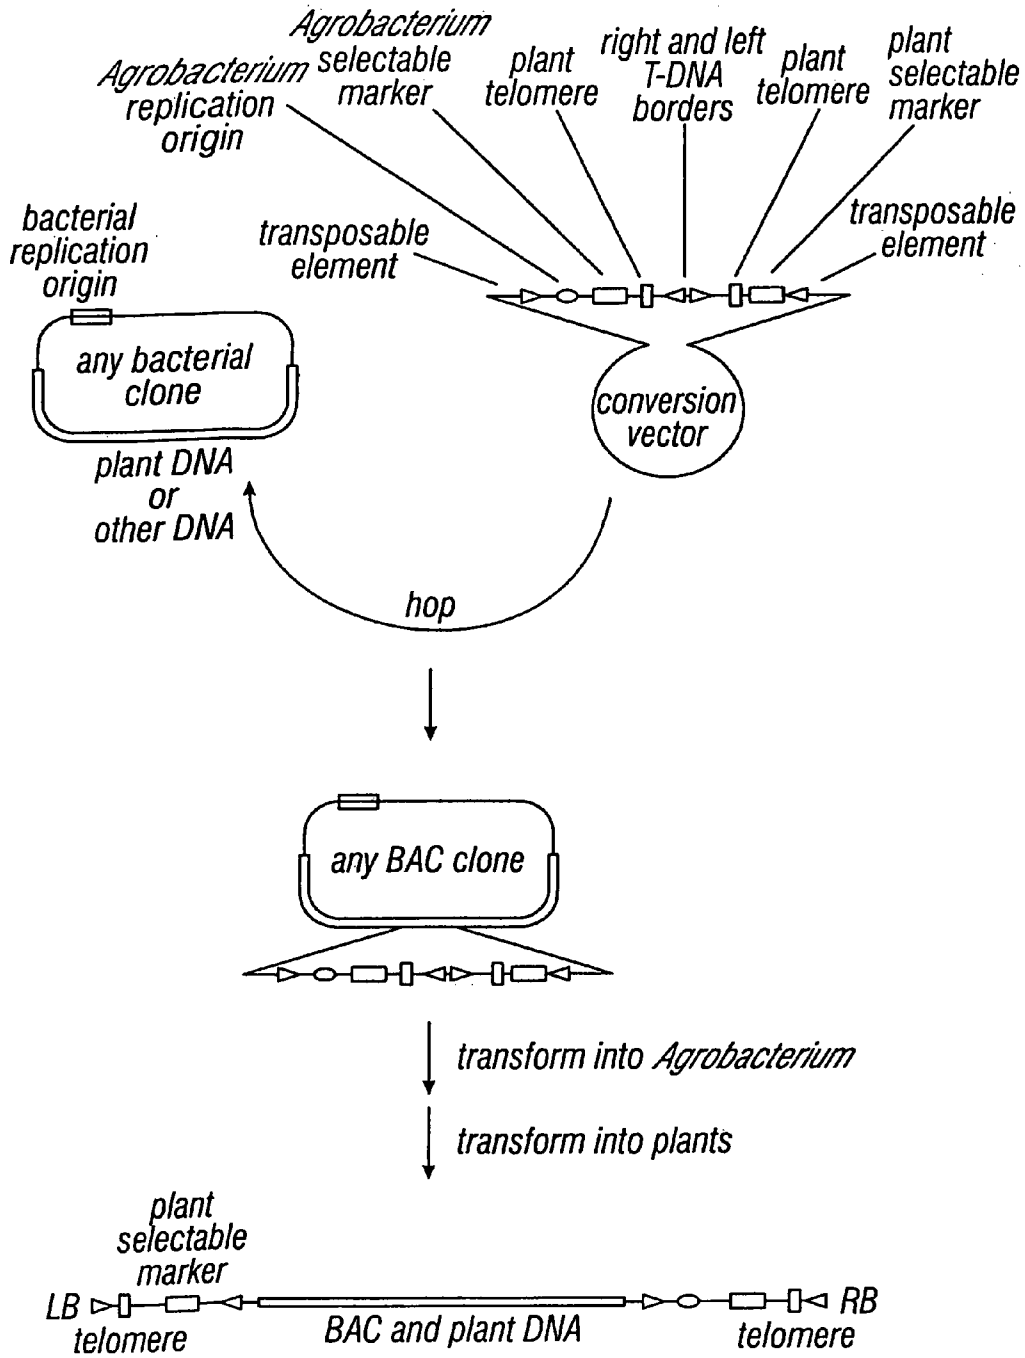 Agrobacterium
replication
origin
Agrobacterium
selectable
marker
plant
telomere
right and left
T-DNA
borders
plant
telomere
plant
selectable
marker
bacterial
replication
origin
transposable
element
transposable
element
any bacterial
clone
conversion
vector
plant DNA
or
other DNA
hop
any BAC clone
transform into Agrobacterium
transform into plants
plant
selectable
marker
LB
telomere
BAC and plant DNA
RB
telomere